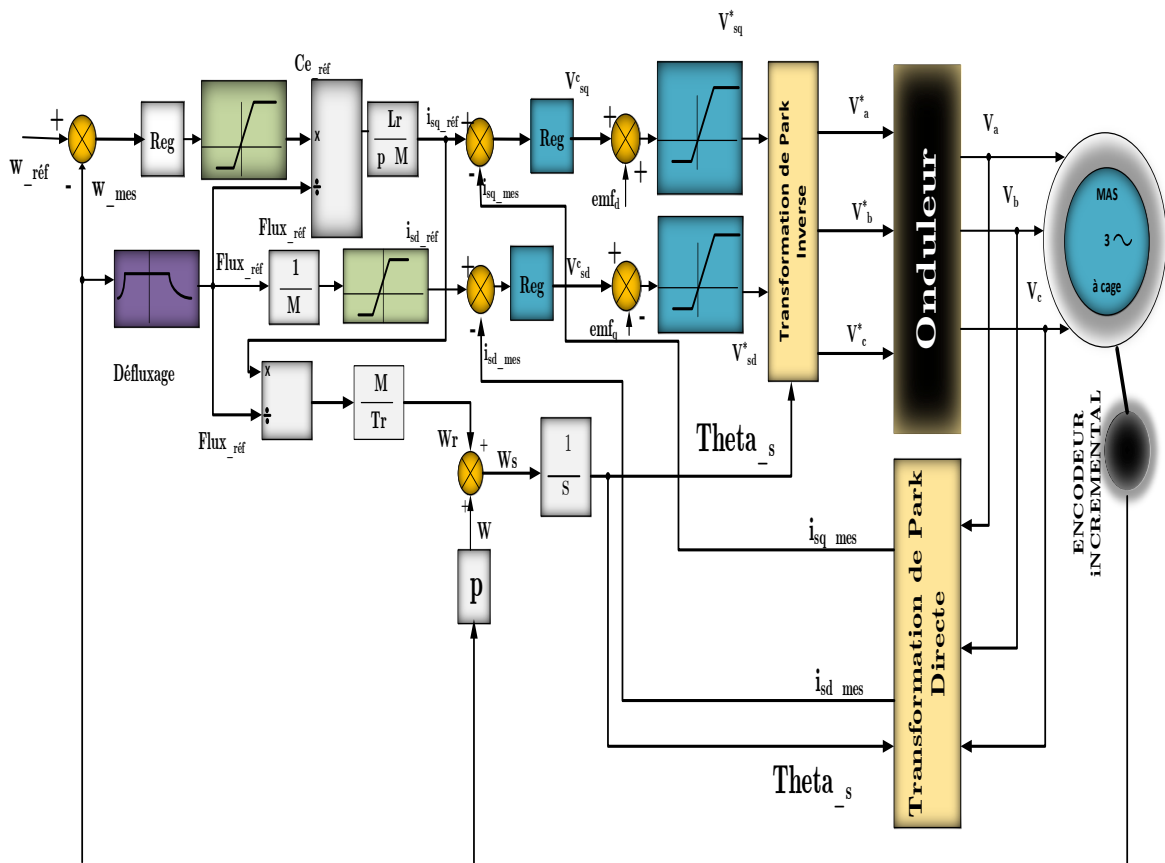 V*sq
Ce_réf
+
w_réf
-
w_mes
Reg
×
÷
Lr
p M
isq_réf
+
-
isq_mes
Reg
Vcsq
+
+
emfd
Transformation de Park
Inverse
V*a
V*b
V*c
Onduleur
Va
Vb
Vc
MAS
3
à cage
Défluxage
Flux_réf
Flux_réf
1
M
isd_réf
+
-
isd_mes
Reg
Vcsd
+
-
emfq
V*sd
×
÷
Flux_réf
M
Tr
Wr
+
+
Ws
W
1
s
p
Theta_s
isq_mes
isd_mes
Theta_s
Transformation de Park
Directe
ENCODEUR
iNCREMENTAL